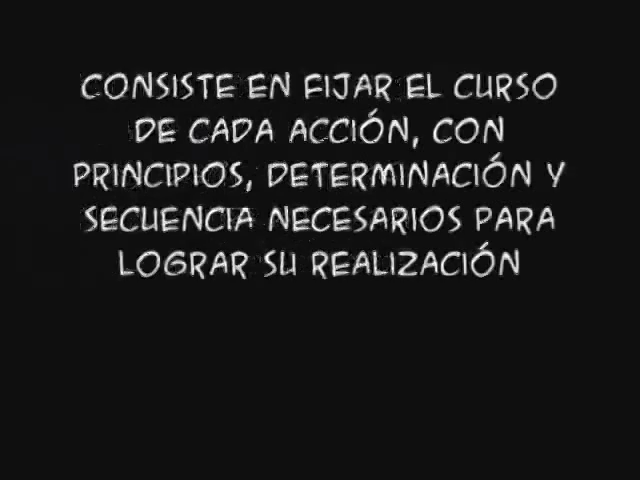 CONSISTE EN FIJAR EL CURSO
DE CADA ACCIÓN, CON
PRINCIPIOS, DETERMINACIÓN Y
SECUENCIA NECESARIOS PARA
LOGRAR SU REALIZACIÓN